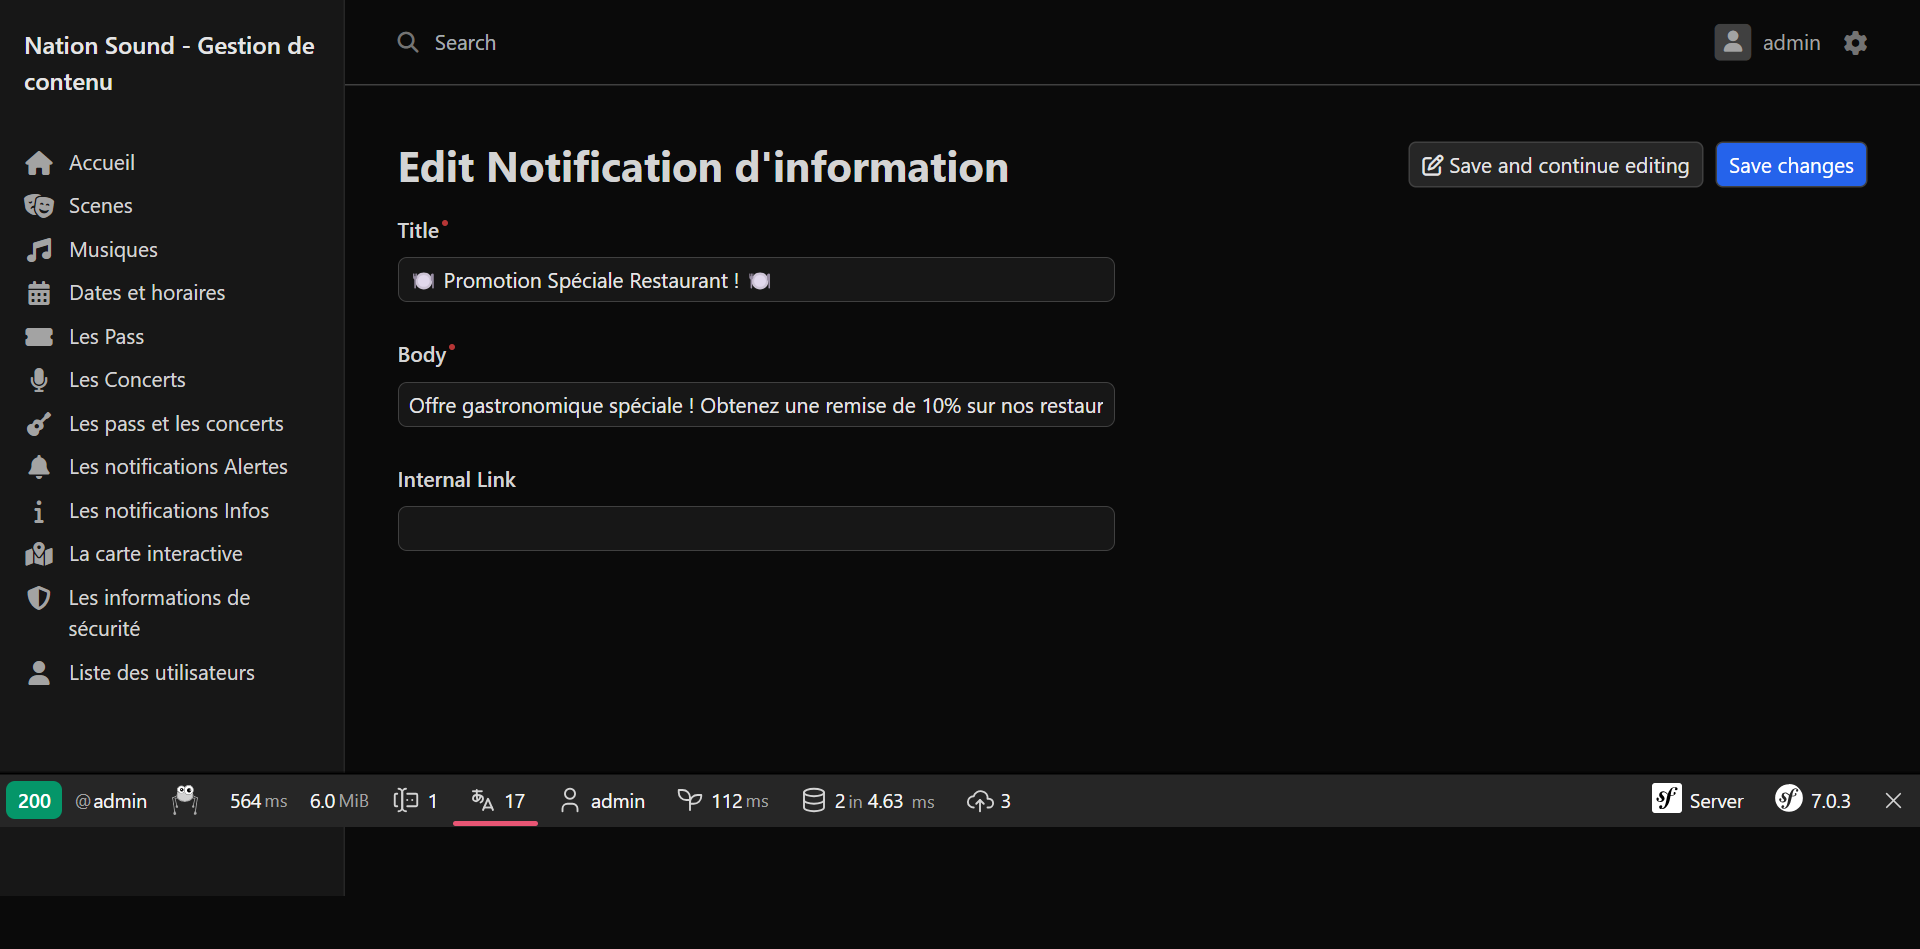 Nation Sound - Gestion de
contenu
Search
admin
Accueil
Scenes
Musiques
Dates et horaires
Les Pass
Les Concerts
Les pass et les concerts
Les notifications Alertes
Les notifications Infos
La carte interactive
Les informations de
sécurité
Liste des utilisateurs
Edit Notification d'information
Save and continue editing
Save changes
Title
🍽️ Promotion Spéciale Restaurant ! 🍽️
Body
Offre gastronomique spéciale ! Obtenez une remise de 10% sur nos restaur
Internal Link
200 @admin 564 ms 6.0 MiB 1 17 admin 112 ms 2 in 4.63 ms 3 Server 7.0.3